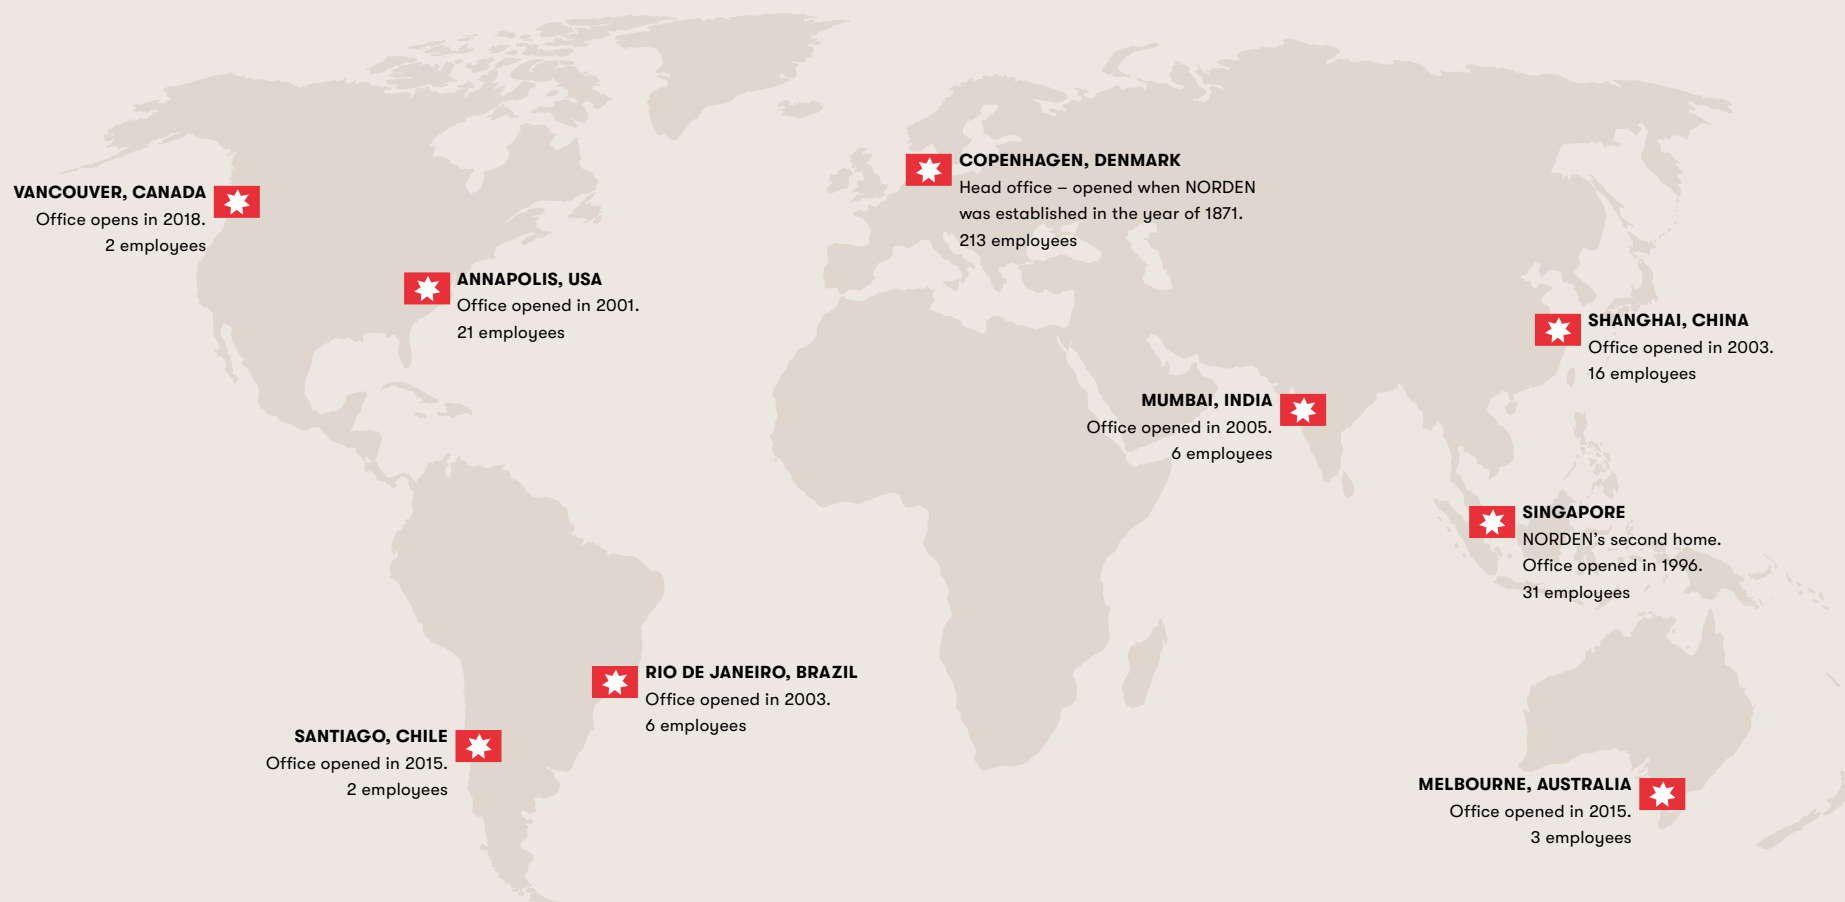 VANCOUVER, CANADA
Office opens in 2018.
2 employees
COPENHAGEN, DENMARK
Head office – opened when NORDEN
was established in the year of 1871.
213 employees
ANNAPOLIS, USA
Office opened in 2001.
21 employees
SHANGHAI, CHINA
Office opened in 2003.
16 employees
MUMBAI, INDIA
Office opened in 2005.
6 employees
SINGAPORE
NORDEN’s second home.
Office opened in 1996.
31 employees
RIO DE JANEIRO, BRAZIL
Office opened in 2003.
6 employees
SANTIAGO, CHILE
Office opened in 2015.
2 employees
MELBOURNE, AUSTRALIA
Office opened in 2015.
3 employees